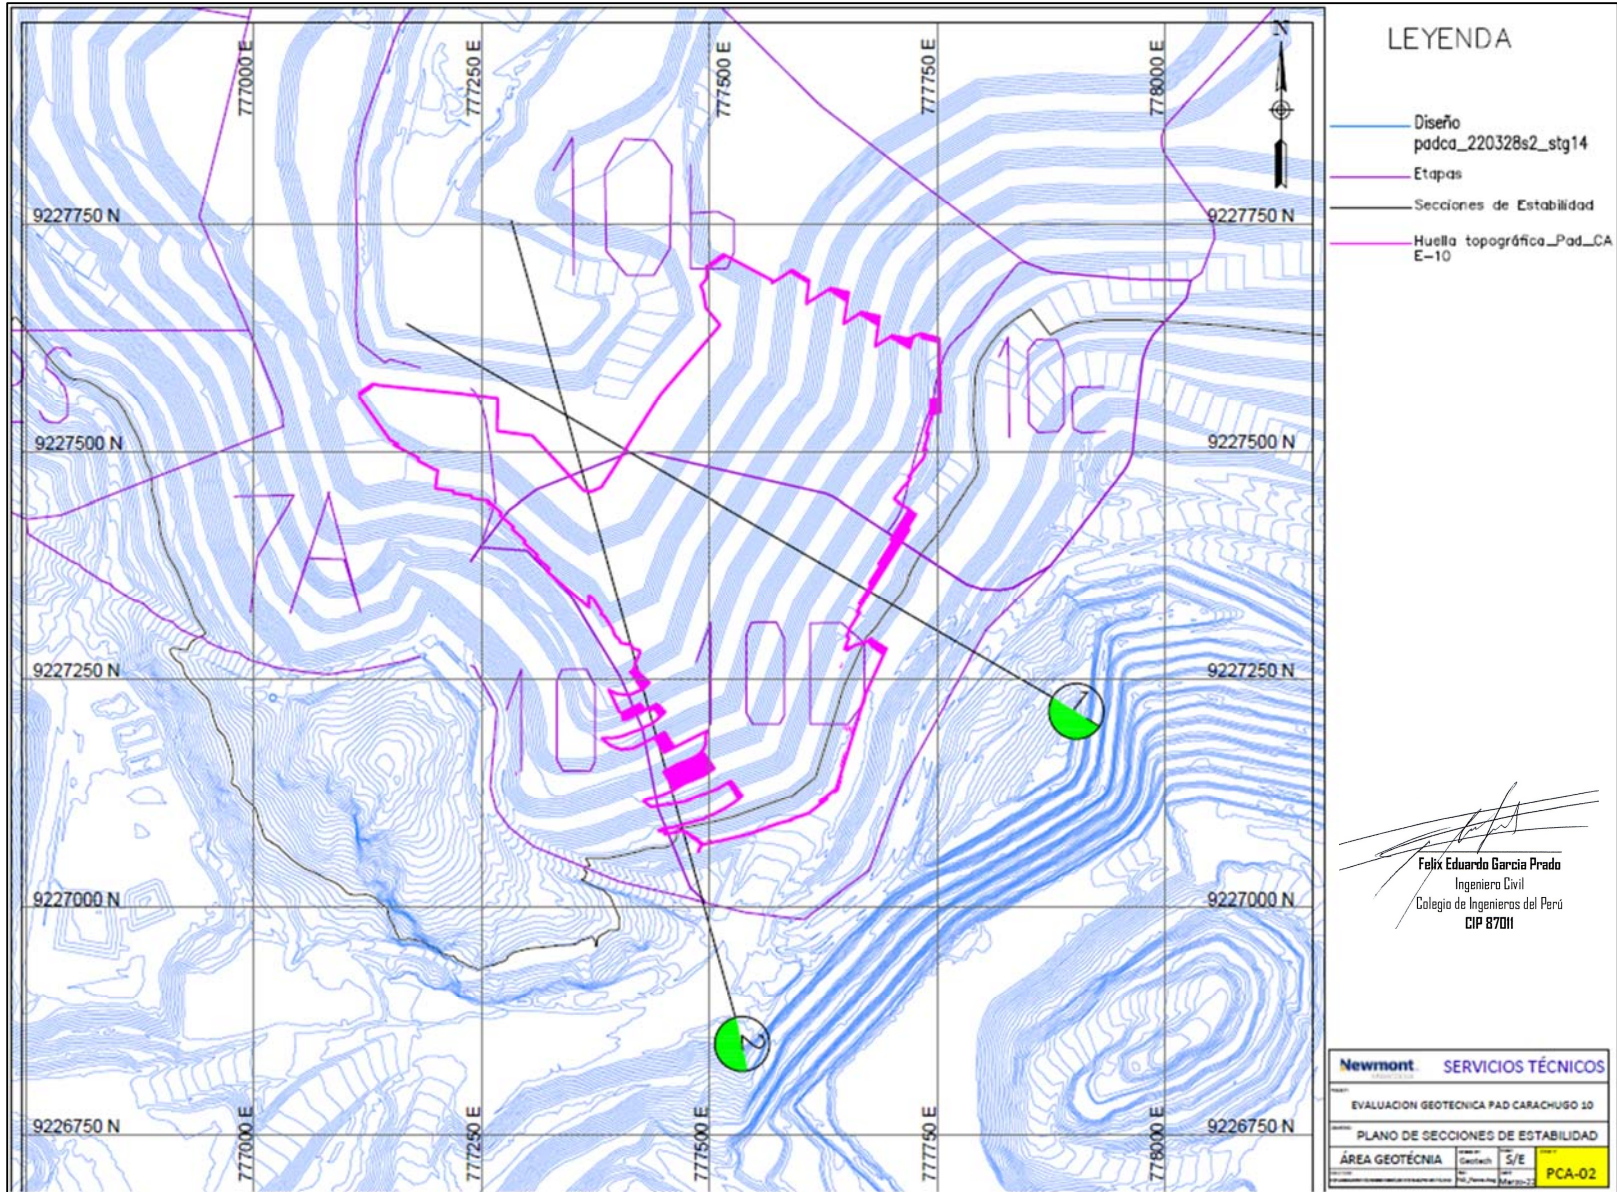 777000 E
777250 E
777500 E
777750 E
778000 E
N
LEYENDA
Diseño
padca_220328s2_stg14
Etapas
Secciones de Estabilidad
Huella topográfica_Pad_CA
E-10
10b
9227750 N
9227750 N
10c
9227500 N
9227500 N
7A
10
10D
9227250 N
9227250 N
1
9227000 N
9227000 N
2
9226750 N
9226750 N
777000 E
777250 E
777500 E
777750 E
778000 E
Felix Eduardo Garcia Prado
Ingeniero Civil
Colegio de Ingenieros del Perú
CIP 87011
Newmont
SERVICIOS TÉCNICOS
EVALUACION GEOTECNICA PAD CARACHUGO 10
PLANO DE SECCIONES DE ESTABILIDAD
ÁREA GEOTÉCNIA
Geotech
S/E
PCA-02